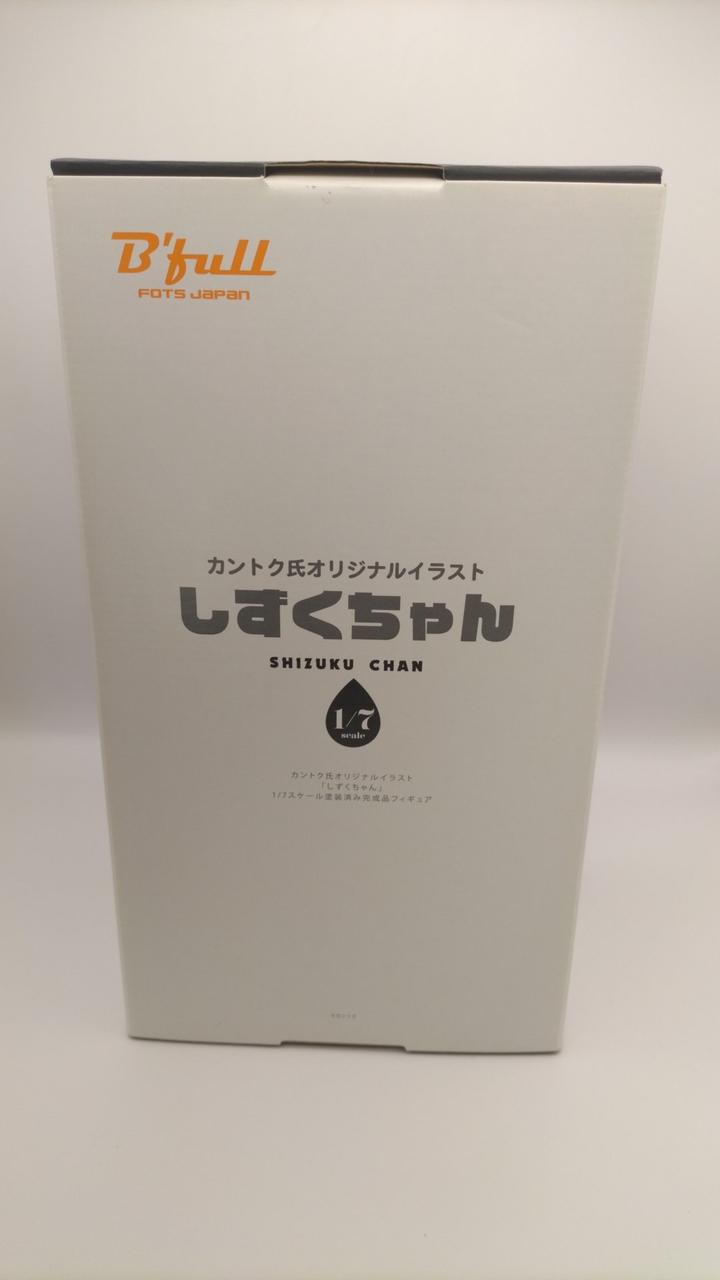 B'full
FOTS JAPAN
カントク氏オリジナルイラスト
しずくちゃん
SHIZUKU CHAN
1/7
scale
カントク氏オリジナルイラスト
「しずくちゃん」
1/7スケール塗装済み完成品フィギュア